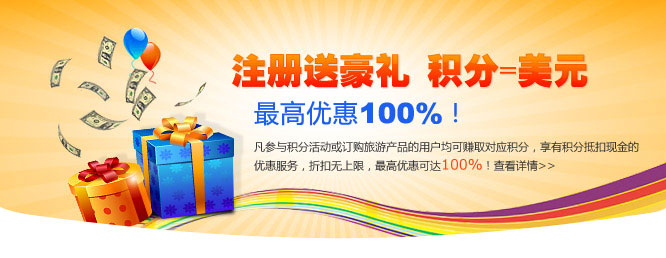 注册送豪礼 积分=美元
最高优惠100%！
凡参与积分活动或订购旅游产品的用户均可赚取对应积分，享有积分抵扣现金的
优惠服务，折扣无上限，最高优惠可达100%！查看详情>>